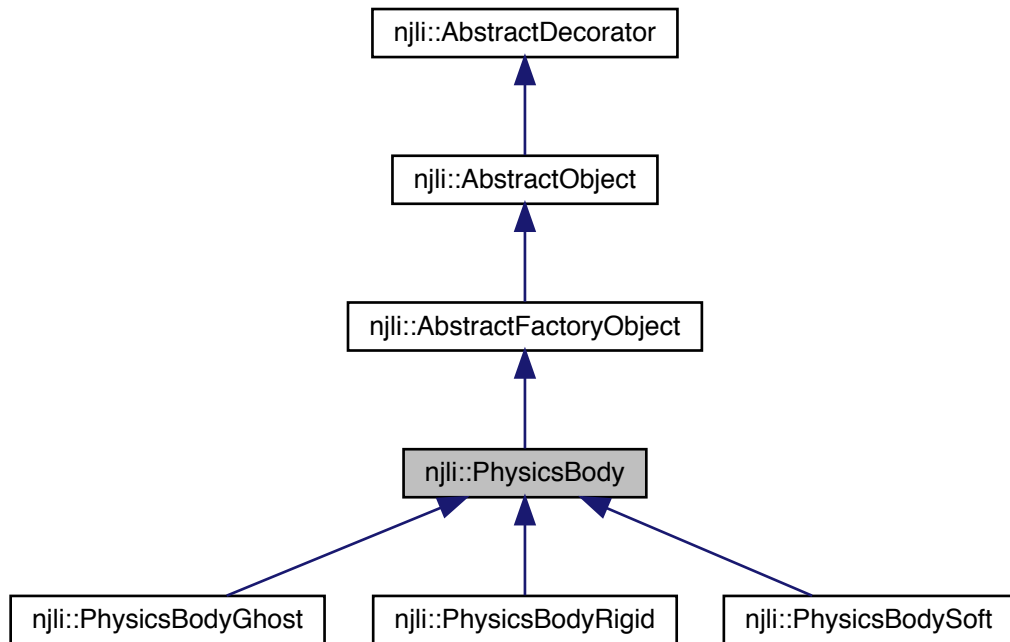 njli::AbstractDecorator
njli::AbstractObject
njli::AbstractFactoryObject
njli::PhysicsBody
njli::PhysicsBodyGhost
njli::PhysicsBodyRigid
njli::PhysicsBodySoft